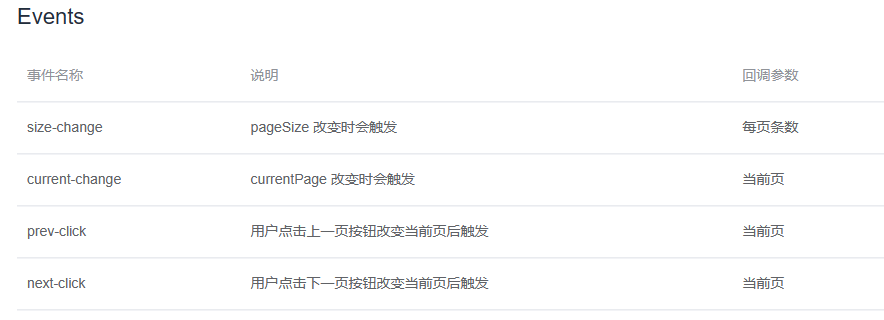 Events
事件名称 说明 回调参数
size-change pageSize 改变时会触发 每页条数
current-change currentPage 改变时会触发 当前页
prev-click 用户点击上一页按钮改变当前页后触发 当前页
next-click 用户点击下一页按钮改变当前页后触发 当前页